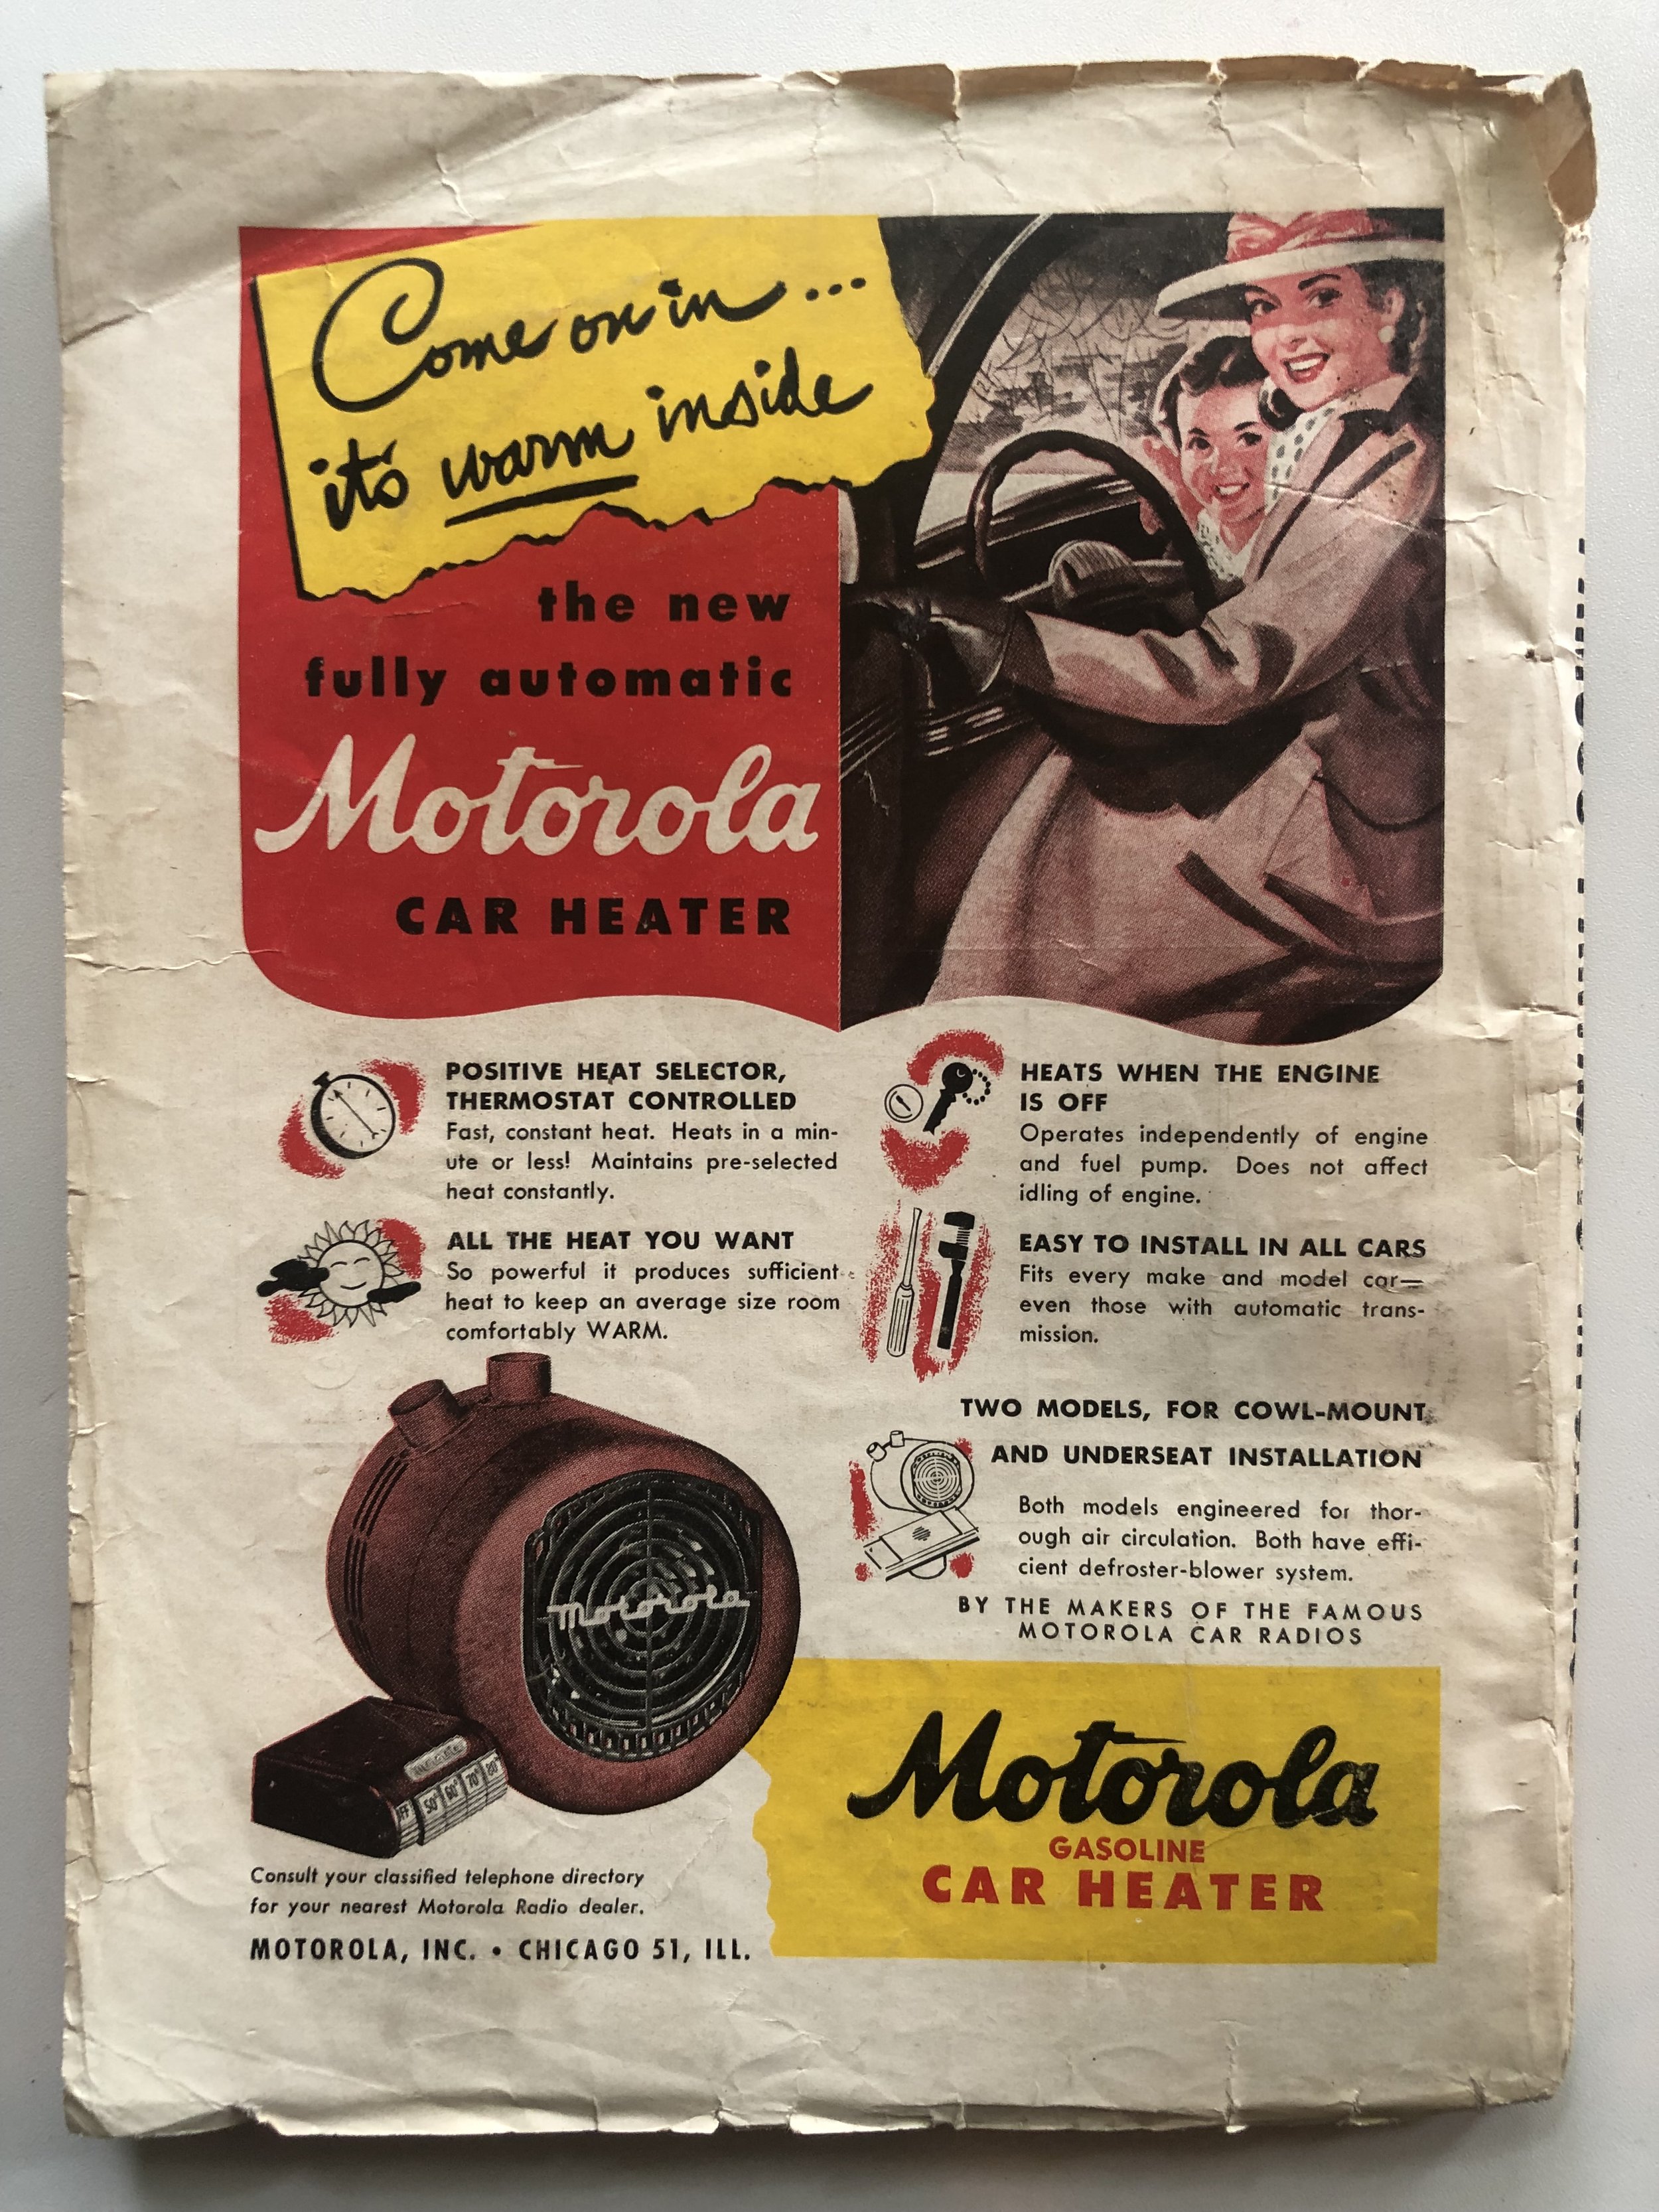 Come on in...
it's warm inside
the new
fully automatic
Motorola
CAR HEATER
POSITIVE HEAT SELECTOR,
THERMOSTAT CONTROLLED
Fast, constant heat. Heats in a min-
ute or less! Maintains pre-selected
heat constantly.
ALL THE HEAT YOU WANT
So powerful it produces sufficient
heat to keep an average size room
comfortably WARM.
HEATS WHEN THE ENGINE
IS OFF
Operates independently of engine
and fuel pump. Does not affect
idling of engine.
EASY TO INSTALL IN ALL CARS
Fits every make and model car—
even those with automatic trans-
mission.
TWO MODELS, FOR COWL-MOUNT
AND UNDERSEAT INSTALLATION
Both models engineered for thor-
ough air circulation. Both have effi-
cient defroster-blower system.
BY THE MAKERS OF THE FAMOUS
MOTOROLA CAR RADIOS
Motorola
50° 60° 70° 80°
Motorola
GASOLINE
CAR HEATER
Consult your classified telephone directory
for your nearest Motorola Radio dealer.
MOTOROLA, INC. • CHICAGO 51, ILL.